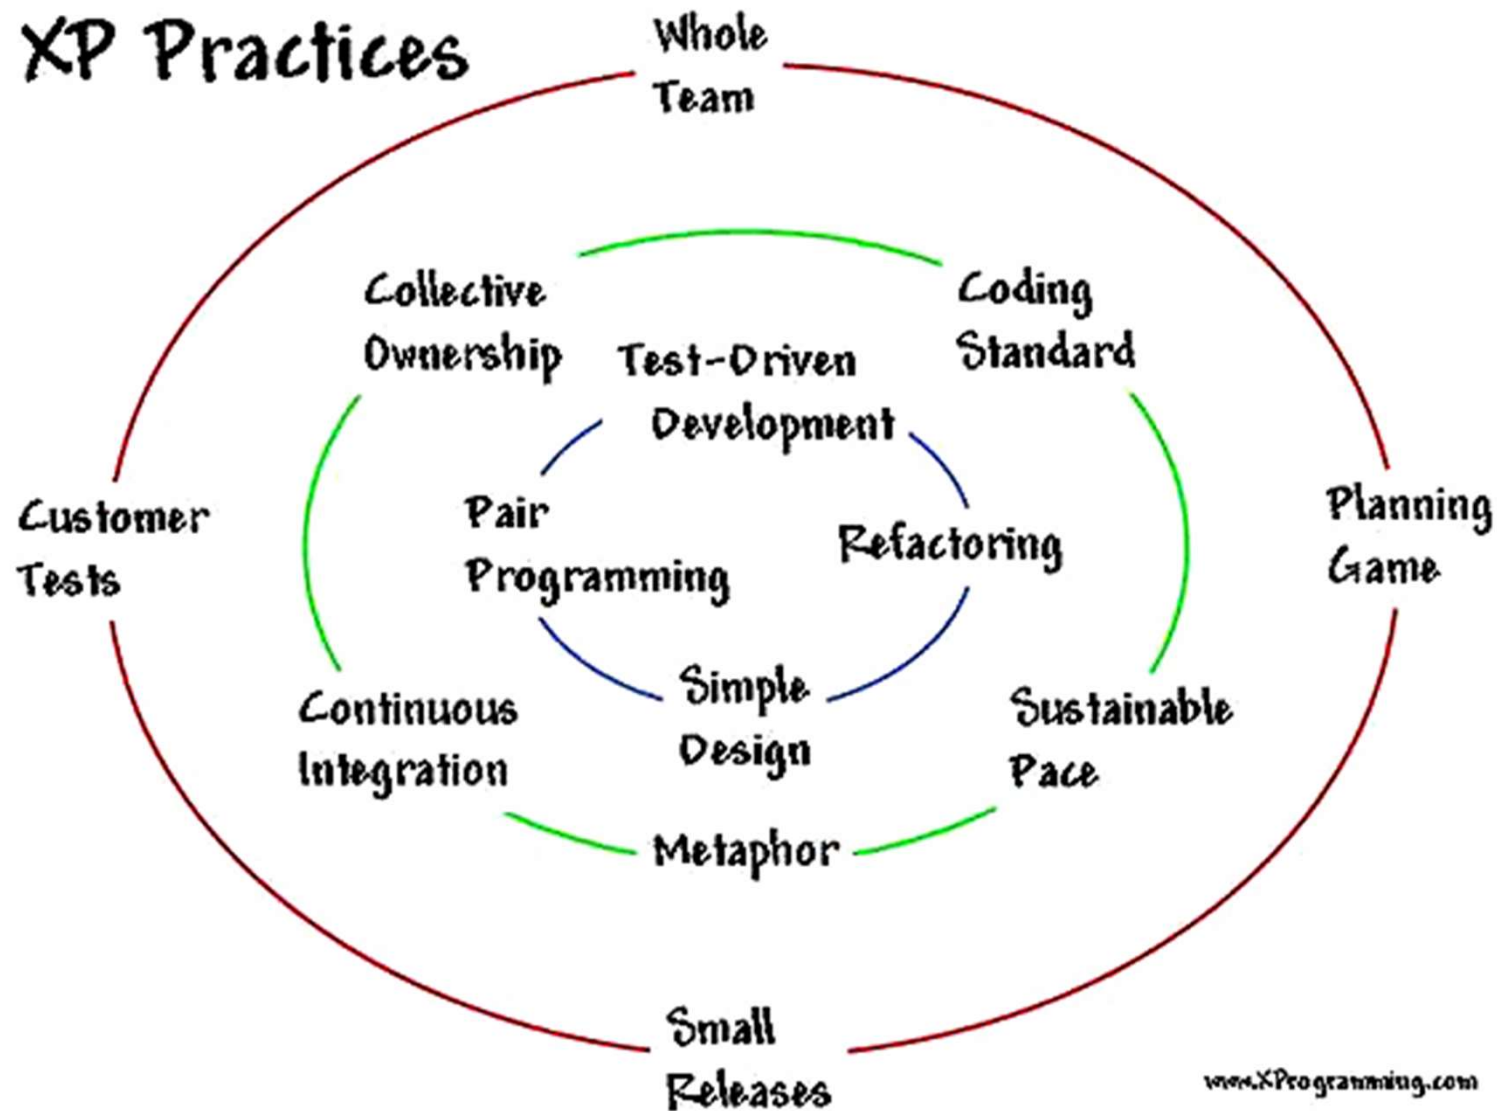 XP Practices
Whole
Team
Collective
Ownership
Coding
Standard
Test-Driven
Development
Customer
Tests
Pair
Programming
Refactoring
Planning
Game
Continuous
Integration
Simple
Design
Sustainable
Pace
Metaphor
Small
Releases
www.XProgramming.com